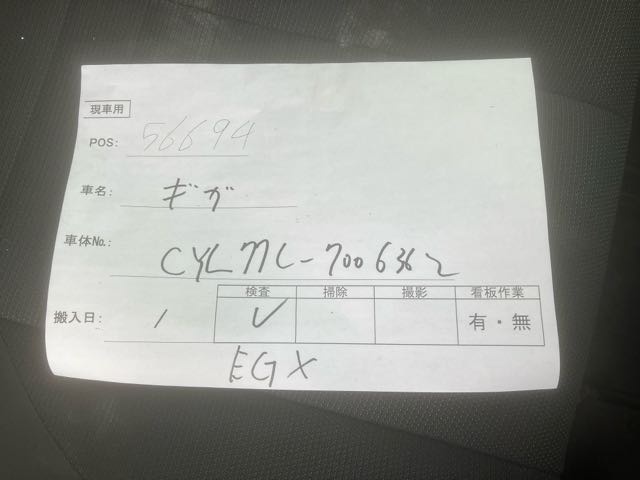 現車用
POS: 56694
車名: ギガ
車体No.: CYL77L-7006362
検査 掃除 撮影 看板作業
搬入日: / ✓ 有・無
EGX